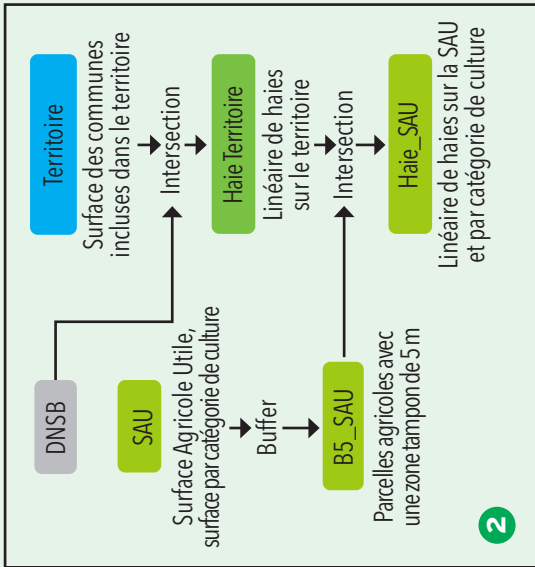 DNSB
SAU
Surface Agricole Utile,
surface par catégorie de culture
Buffer
B5_SAU
Parcelles agricoles avec
une zone tampon de 5 m
Territoire
Surface des communes
incluses dans le territoire
Intersection
Haie Territoire
Linéaire de haies
sur le territoire
Intersection
Haie_SAU
Linéaire de haies sur la SAU
et par catégorie de culture
2